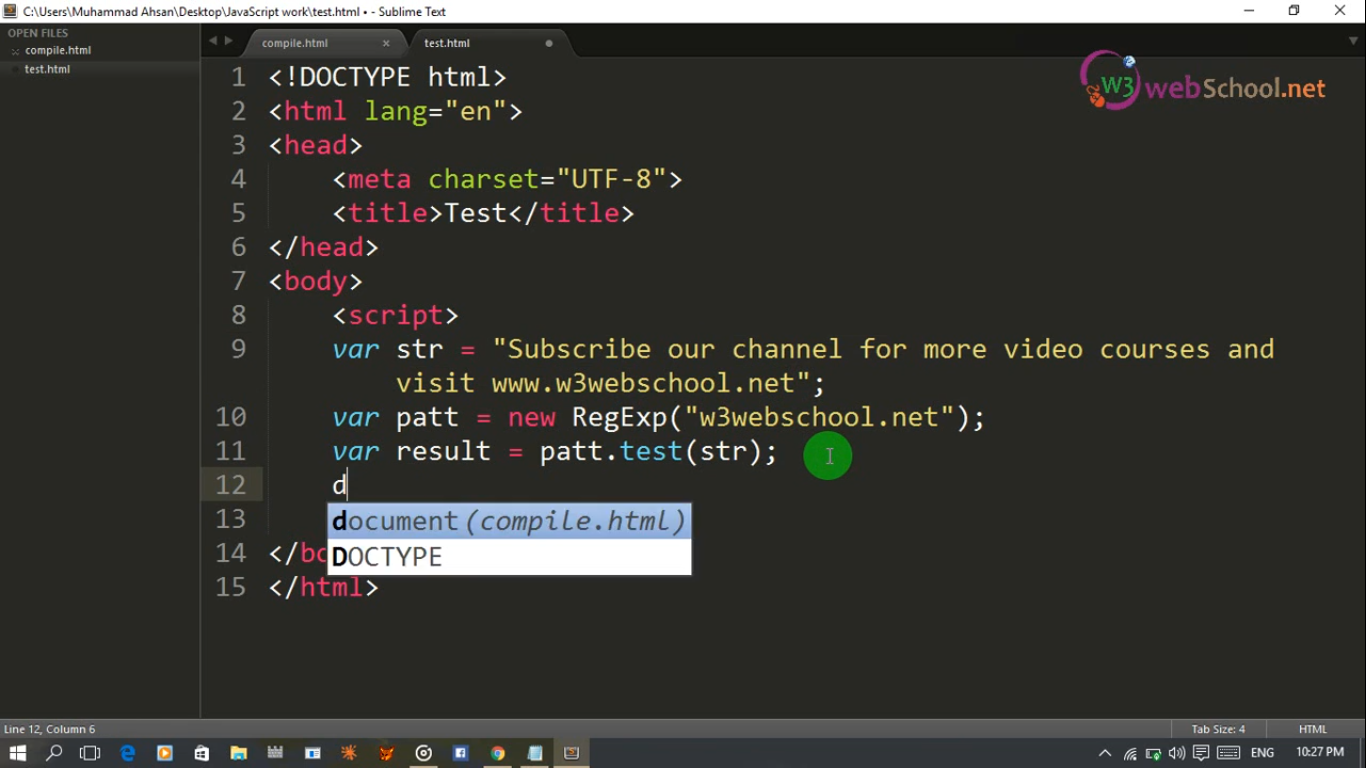 C:\Users\Muhammad Ahsan\Desktop\JavaScript work\test.html • - Sublime Text
OPEN FILES
compile.html
test.html
compile.html
test.html
W3 webSchool.net
1 <!DOCTYPE html>
2 <html lang="en">
3 <head>
4 <meta charset="UTF-8">
5 <title>Test</title>
6 </head>
7 <body>
8 <script>
9 var str = "Subscribe our channel for more video courses and
visit www.w3webschool.net";
10 var patt = new RegExp("w3webschool.net");
11 var result = patt.test(str);
12 d
document(compile.html)
13
DOCTYPE
14 </bo
15 </html>
Line 12, Column 6
Tab Size: 4
HTML
ENG
10:27 PM